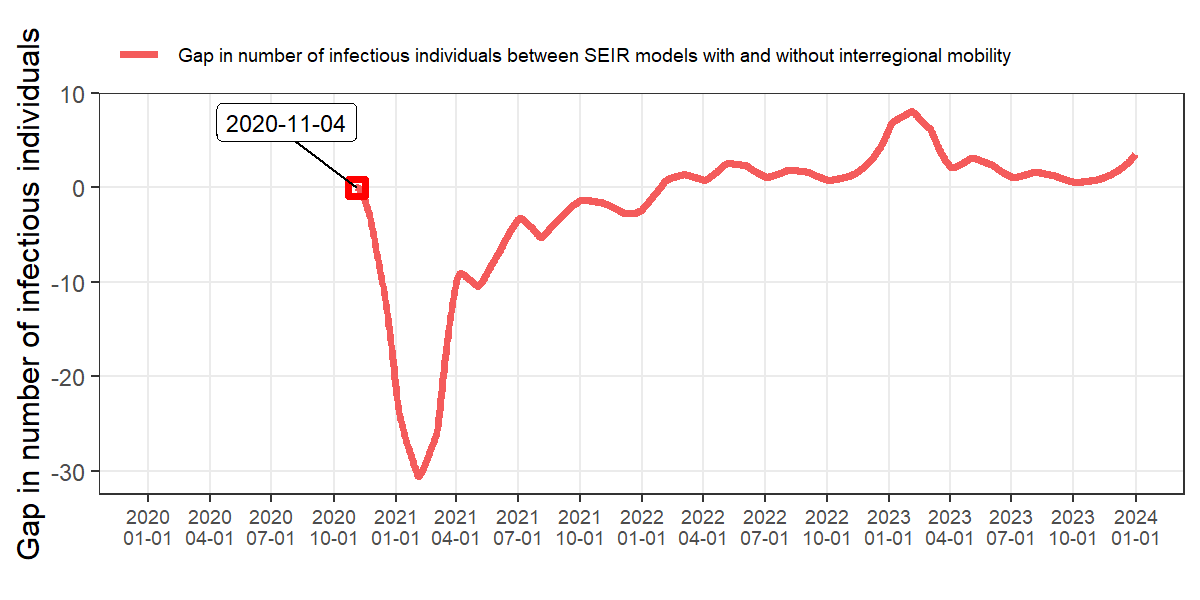 Gap in number of infectious individuals
Gap in number of infectious individuals between SEIR models with and without interregional mobility
10
0
-10
-20
-30
2020-11-04
2020 2020 2020 2020 2021 2021 2021 2021 2022 2022 2022 2022 2023 2023 2023 2023 2024
01-01 04-01 07-01 10-01 01-01 04-01 07-01 10-01 01-01 04-01 07-01 10-01 01-01 04-01 07-01 10-01 01-01